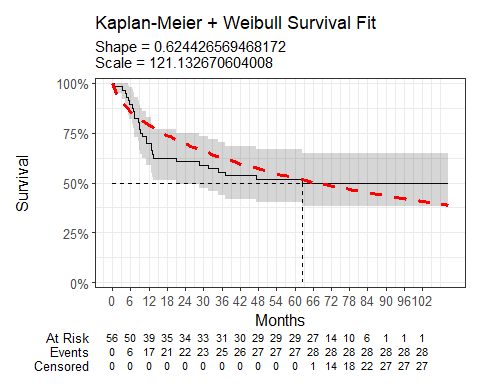 Kaplan-Meier + Weibull Survival Fit
Shape = 0.624426569468172
Scale = 121.132670604008
100%
75%
50%
25%
0%
Survival
0 6 12 18 24 30 36 42 48 54 60 66 72 78 84 90 96 102
Months
At Risk 56 50 39 35 34 33 31 30 29 29 29 27 14 10 6 1 1 1
Events 0 6 17 21 22 23 25 26 27 27 27 28 28 28 28 28 28 28
Censored 0 0 0 0 0 0 0 0 0 0 0 1 14 18 22 27 27 27